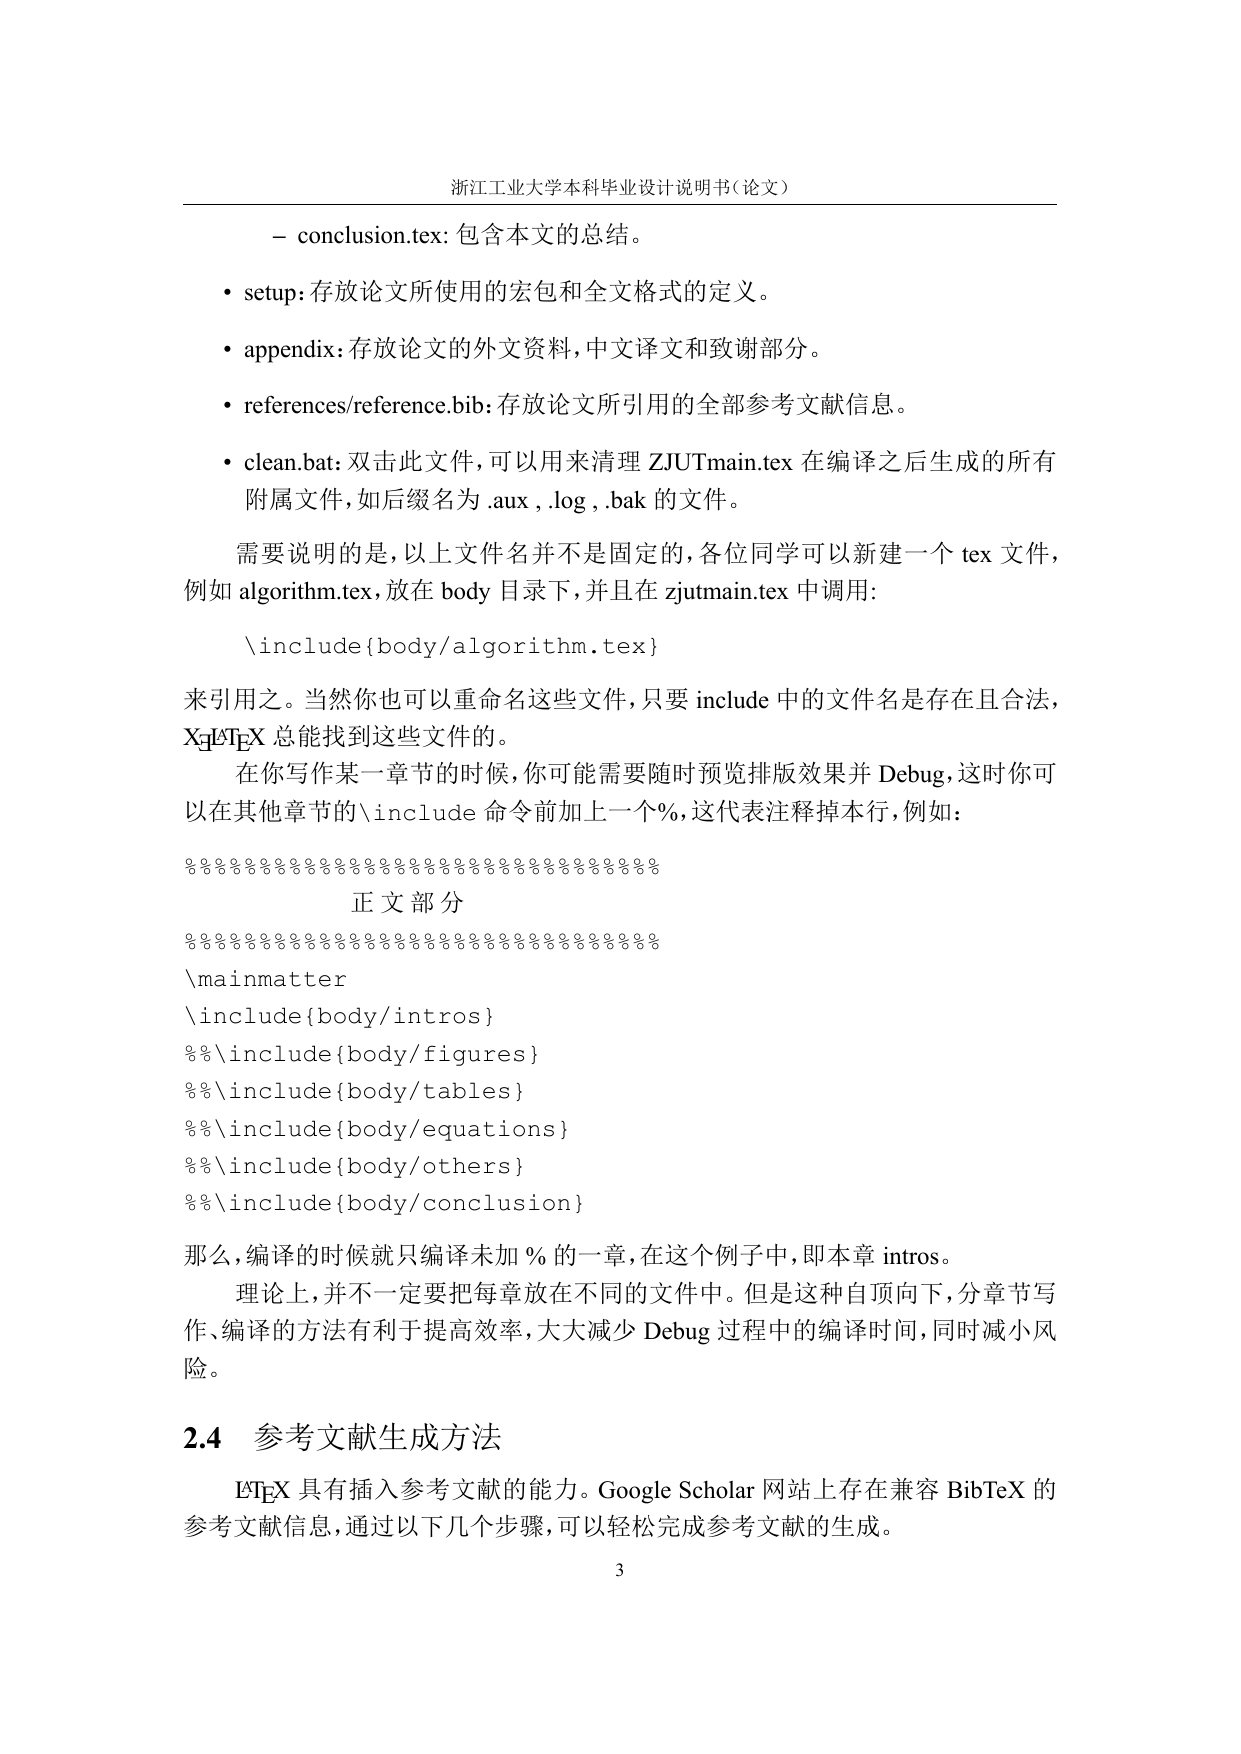 浙江工业大学本科毕业设计说明书（论文）
– conclusion.tex: 包含本文的总结。
• setup：存放论文所使用的宏包和全文格式的定义。
• appendix：存放论文的外文资料，中文译文和致谢部分。
• references/reference.bib：存放论文所引用的全部参考文献信息。
• clean.bat：双击此文件，可以用来清理 ZJUTmain.tex 在编译之后生成的所有
附属文件，如后缀名为 .aux , .log , .bak 的文件。
需要说明的是，以上文件名并不是固定的，各位同学可以新建一个 tex 文件，
例如 algorithm.tex，放在 body 目录下，并且在 zjutmain.tex 中调用:
\include{body/algorithm.tex}
来引用之。当然你也可以重命名这些文件，只要 include 中的文件名是存在且合法，
XƎLATEX 总能找到这些文件的。
在你写作某一章节的时候，你可能需要随时预览排版效果并 Debug，这时你可
以在其他章节的\include 命令前加上一个%，这代表注释掉本行，例如：
%%%%%%%%%%%%%%%%%%%%%%%%%%%%%%%%
正文部分
%%%%%%%%%%%%%%%%%%%%%%%%%%%%%%%%
\mainmatter
\include{body/intros}
%%\include{body/figures}
%%\include{body/tables}
%%\include{body/equations}
%%\include{body/others}
%%\include{body/conclusion}
那么，编译的时候就只编译未加 % 的一章，在这个例子中，即本章 intros。
理论上，并不一定要把每章放在不同的文件中。但是这种自顶向下，分章节写
作、编译的方法有利于提高效率，大大减少 Debug 过程中的编译时间，同时减小风
险。
2.4 参考文献生成方法
LATEX 具有插入参考文献的能力。Google Scholar 网站上存在兼容 BibTeX 的
参考文献信息，通过以下几个步骤，可以轻松完成参考文献的生成。
3